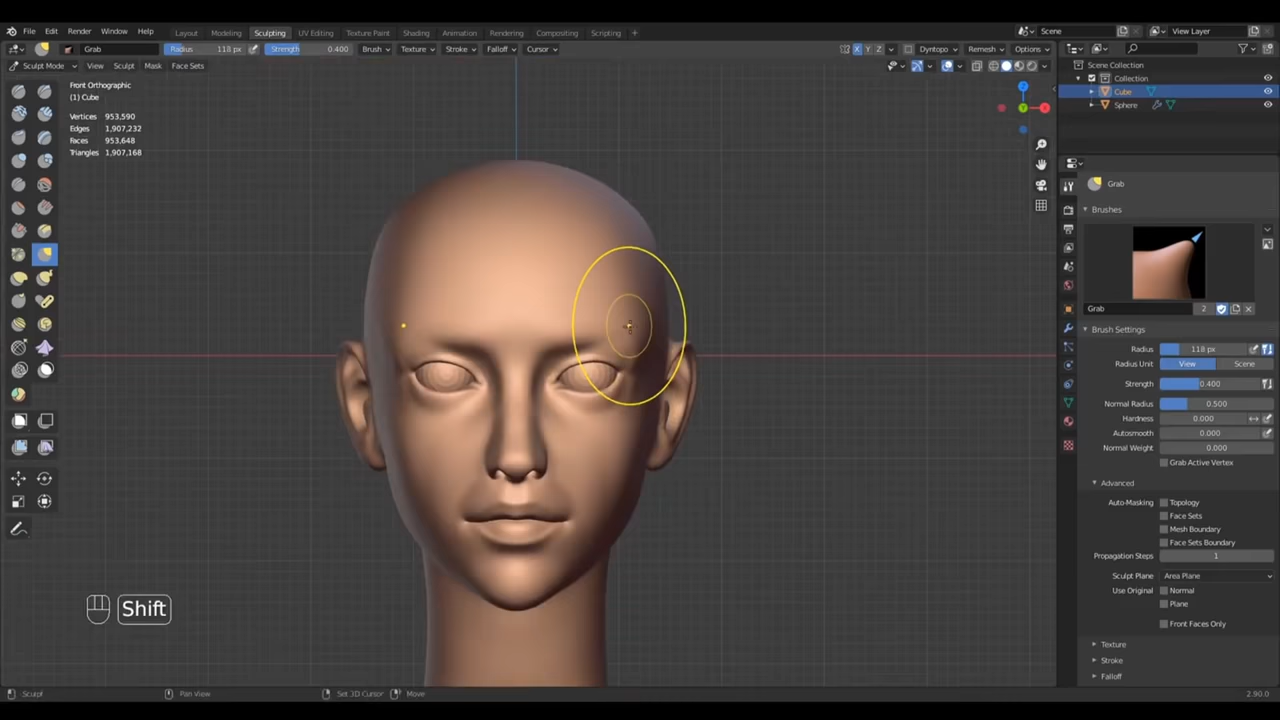 File Edit Render Window Help Layout Modeling Sculpting UV Editing Texture Paint Shading Animation Rendering Compositing Scripting + Scene View Layer
Grab Radius 118 px Strength 0.400 Brush Texture Stroke Falloff Cursor X Y Z Dyntopo Remesh Options
Sculpt Mode View Sculpt Mask Face Sets
Front Orthographic
(1) Cube
Vertices 953,590
Edges 1,907,232
Faces 953,648
Triangles 1,907,168
Z
Y
X
Shift
Scene Collection
Collection
Cube
Sphere
Grab
Brushes
Grab 2
Brush Settings
Radius 118 px
Radius Unit View Scene
Strength 0.400
Normal Radius 0.500
Hardness 0.000
Autosmooth 0.000
Normal Weight 0.000
Grab Active Vertex
Advanced
Auto-Masking Topology
Face Sets
Mesh Boundary
Face Sets Boundary
Propagation Steps 1
Sculpt Plane Area Plane
Use Original Normal
Plane
Front Faces Only
Texture
Stroke
Falloff
Sculpt Pan View Set 3D Cursor Move 2.90.0